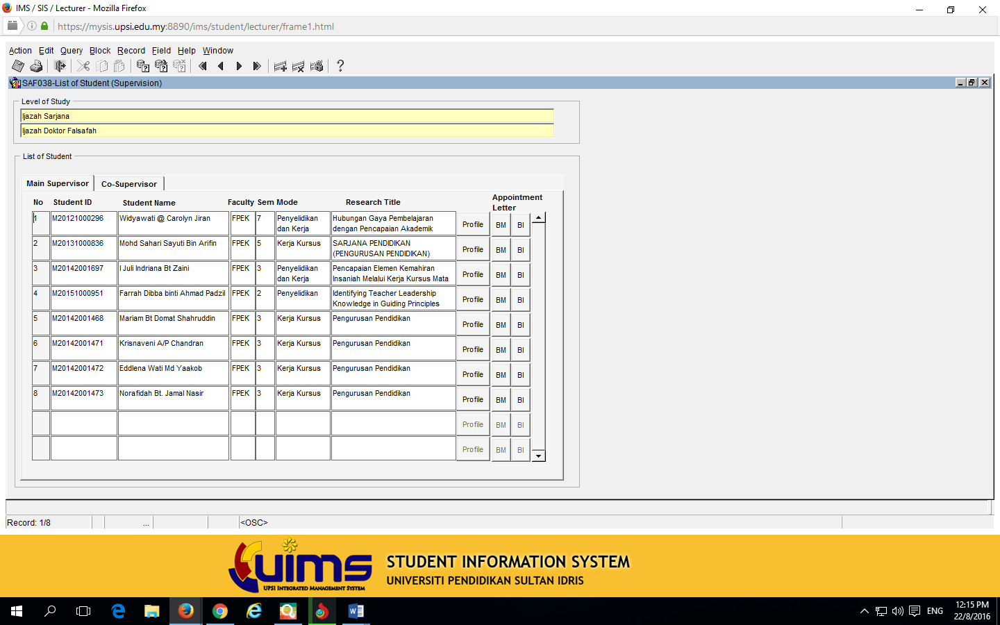 IMS / SIS / Lecturer - Mozilla Firefox
https://mysis.upsi.edu.my:8890/ims/student/lecturer/frame1.html
Action Edit Query Block Record Field Help Window
SAF038-List of Student (Supervision)
Level of Study
Ijazah Sarjana
Ijazah Doktor Falsafah
List of Student
Main Supervisor Co-Supervisor
Appointment
No Student ID Student Name Faculty Sem Mode Research Title Letter
1 M20121000296 Widyawati @ Carolyn Jiran FPEK 7 Penyelidikan Hubungan Gaya Pembelajaran Profile BM BI
dan Kerja dengan Pencapaian Akademik
2 M20131000836 Mohd Sahari Sayuti Bin Arifin FPEK 5 Kerja Kursus SARJANA PENDIDIKAN Profile BM BI
(PENGURUSAN PENDIDIKAN)
3 M20142001697 I Juli Indriana Bt Zaini FPEK 3 Penyelidikan Pencapaian Elemen Kemahiran Profile BM BI
dan Kerja Insaniah Melalui Kerja Kursus Mata
4 M20151000951 Farrah Dibba binti Ahmad Padzil FPEK 2 Penyelidikan Identifying Teacher Leadership Profile BM BI
Knowledge in Guiding Principles
5 M20142001468 Mariam Bt Domat Shahruddin FPEK 3 Kerja Kursus Pengurusan Pendidikan Profile BM BI
6 M20142001471 Krisnaveni A/P Chandran FPEK 3 Kerja Kursus Pengurusan Pendidikan Profile BM BI
7 M20142001472 Eddlena Wati Md Yaakob FPEK 3 Kerja Kursus Pengurusan Pendidikan Profile BM BI
8 M20142001473 Norafidah Bt. Jamal Nasir FPEK 3 Kerja Kursus Pengurusan Pendidikan Profile BM BI
Profile BM BI
Profile BM BI
Record: 1/8 ... <OSC>
UIMS
UPSI INTEGRATED MANAGEMENT SYSTEM
STUDENT INFORMATION SYSTEM
UNIVERSITI PENDIDIKAN SULTAN IDRIS
ENG
12:15 PM
22/8/2016